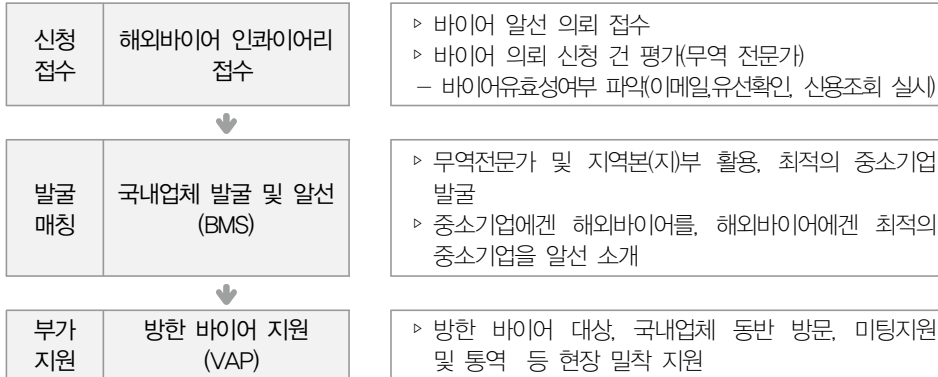 신청
접수
해외바이어 인콰이어리
접수
▹ 바이어 알선 의뢰 접수
▹ 바이어 의뢰 신청 건 평가(무역 전문가)
– 바이어유효성여부 파악(이메일,유선확인, 신용조회 실시)
발굴
매칭
국내업체 발굴 및 알선
(BMS)
▹ 무역전문가 및 지역본(지)부 활용, 최적의 중소기업
발굴
▹ 중소기업에겐 해외바이어를, 해외바이어에겐 최적의
중소기업을 알선 소개
부가
지원
방한 바이어 지원
(VAP)
▹ 방한 바이어 대상, 국내업체 동반 방문, 미팅지원
및 통역 등 현장 밀착 지원